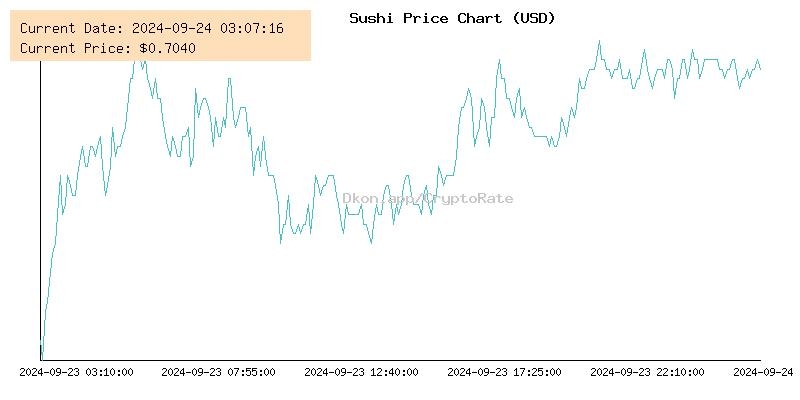 Sushi Price Chart (USD)
Current Date: 2024-09-24 03:07:16
Current Price: $0.7040
Dkon.app/CryptoRate
2024-09-23 03:10:00 2024-09-23 07:55:00 2024-09-23 12:40:00 2024-09-23 17:25:00 2024-09-23 22:10:00 2024-09-24